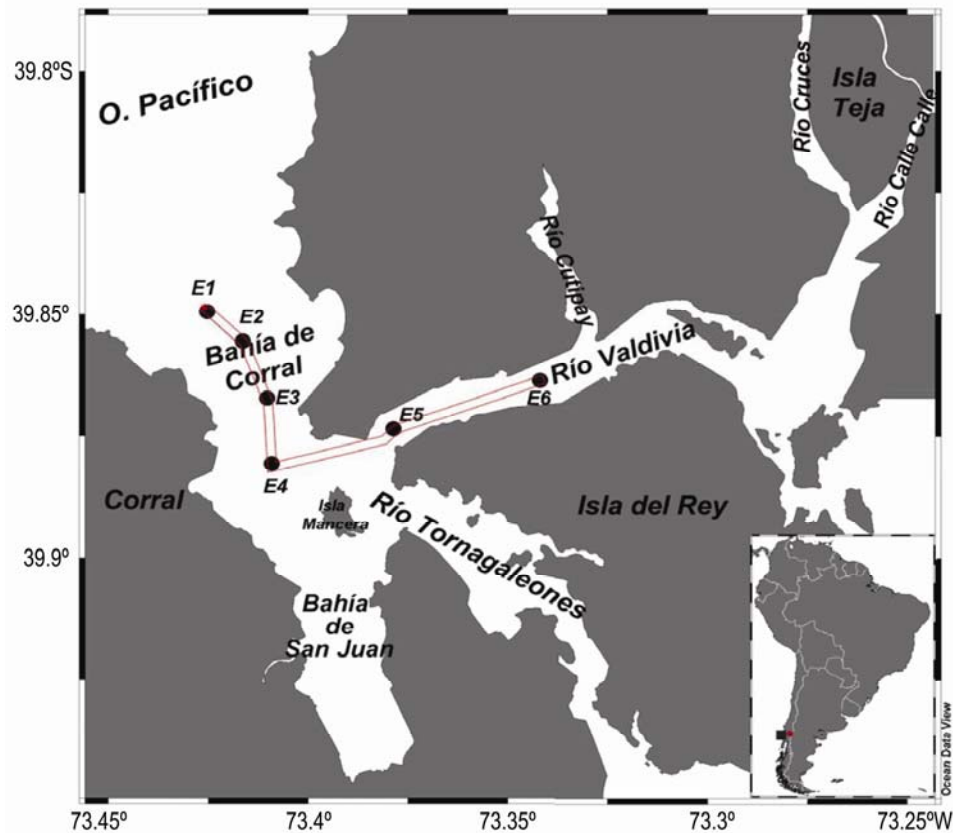 39.8°S
O. Pacífico
Río Cruces
Isla
Teja
Río Calle Calle
Río Cutipay
39.85°
E1
E2
Bahía de
Corral
E3
Río Valdivia
E6
E5
E4
Corral
Isla
Mancera
Río Tornagaleones
Isla del Rey
39.9°
Bahía
de
San Juan
Ocean Data View
73.45°
73.4°
73.35°
73.3°
73.25°W